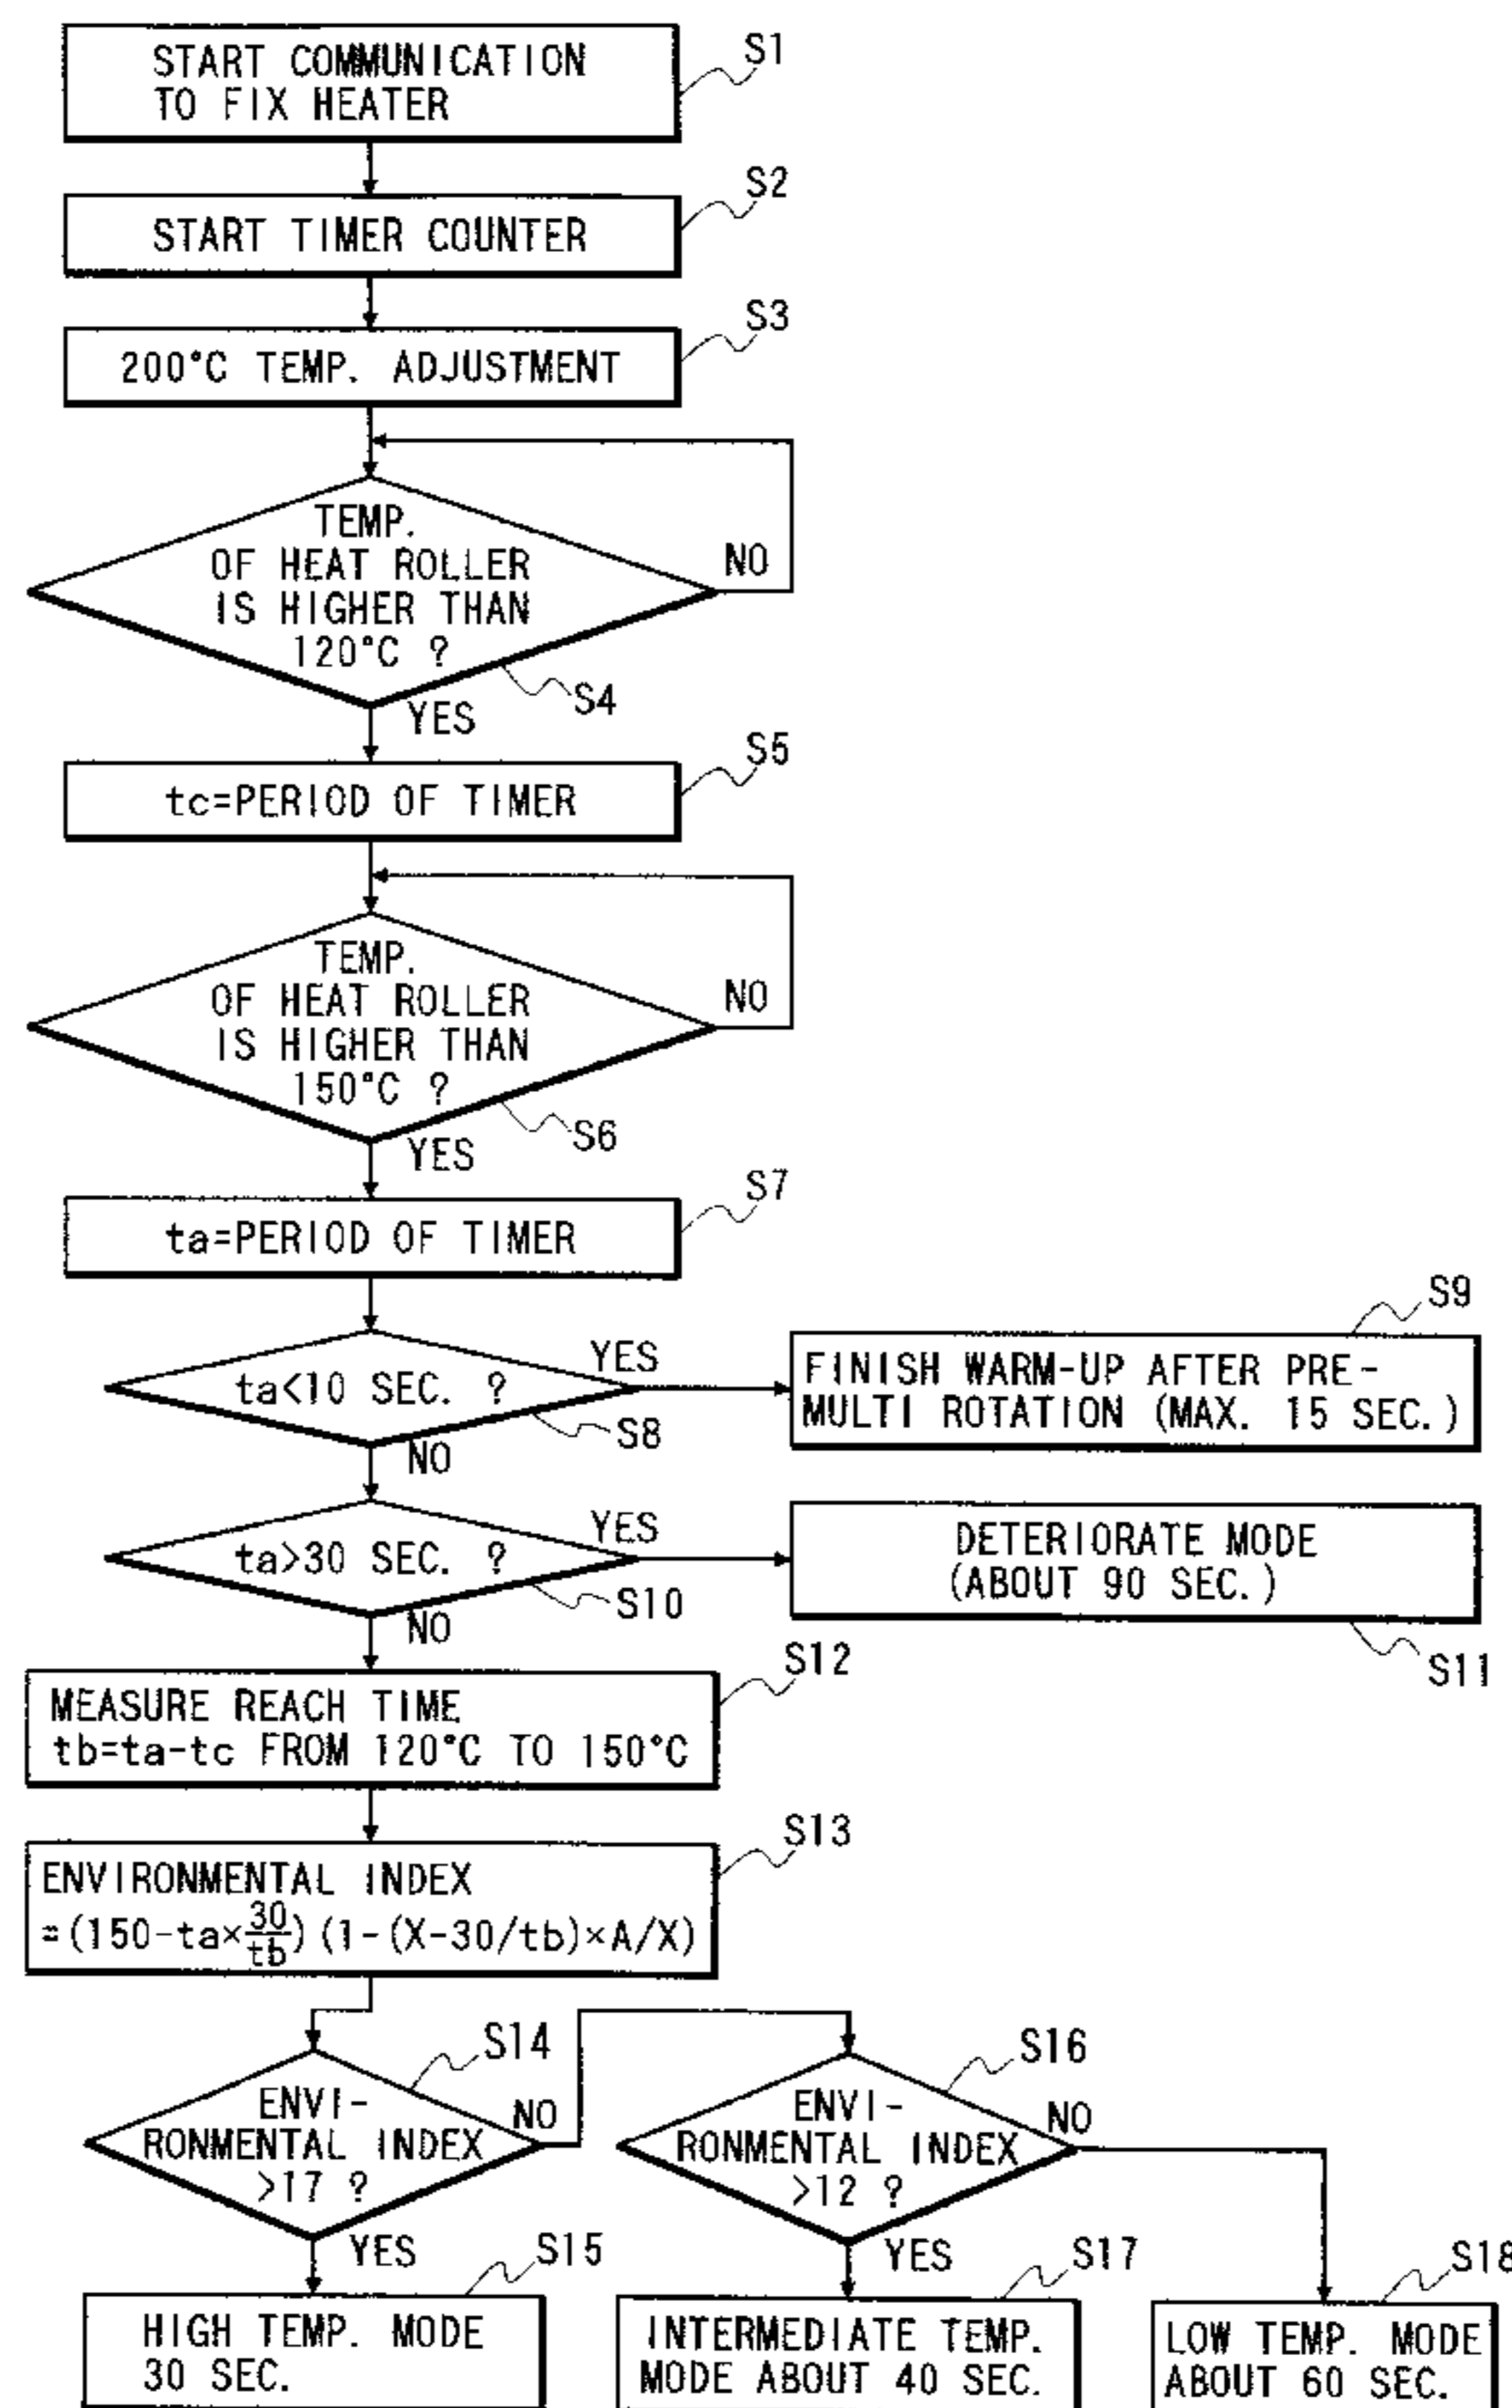 START COMMUNICATION
TO FIX HEATER
S1
START TIMER COUNTER
S2
200°C TEMP. ADJUSTMENT
S3
TEMP.
OF HEAT ROLLER
IS HIGHER THAN
120°C ?
NO
S4
YES
tc=PERIOD OF TIMER
S5
TEMP.
OF HEAT ROLLER
IS HIGHER THAN
150°C ?
NO
S6
YES
ta=PERIOD OF TIMER
S7
ta<10 SEC. ?
YES
S8
NO
FINISH WARM-UP AFTER PRE-
MULTI ROTATION (MAX. 15 SEC.)
S9
ta>30 SEC. ?
YES
S10
NO
DETERIORATE MODE
(ABOUT 90 SEC.)
S11
MEASURE REACH TIME
tb=ta-tc FROM 120°C TO 150°C
S12
ENVIRONMENTAL INDEX
=(150-ta×30/tb)(1-(X-30/tb)×A/X)
S13
ENVI-
RONMENTAL INDEX
>17 ?
S14
NO
YES
HIGH TEMP. MODE
30 SEC.
S15
ENVI-
RONMENTAL INDEX
>12 ?
S16
NO
YES
INTERMEDIATE TEMP.
MODE ABOUT 40 SEC.
S17
LOW TEMP. MODE
ABOUT 60 SEC.
S18